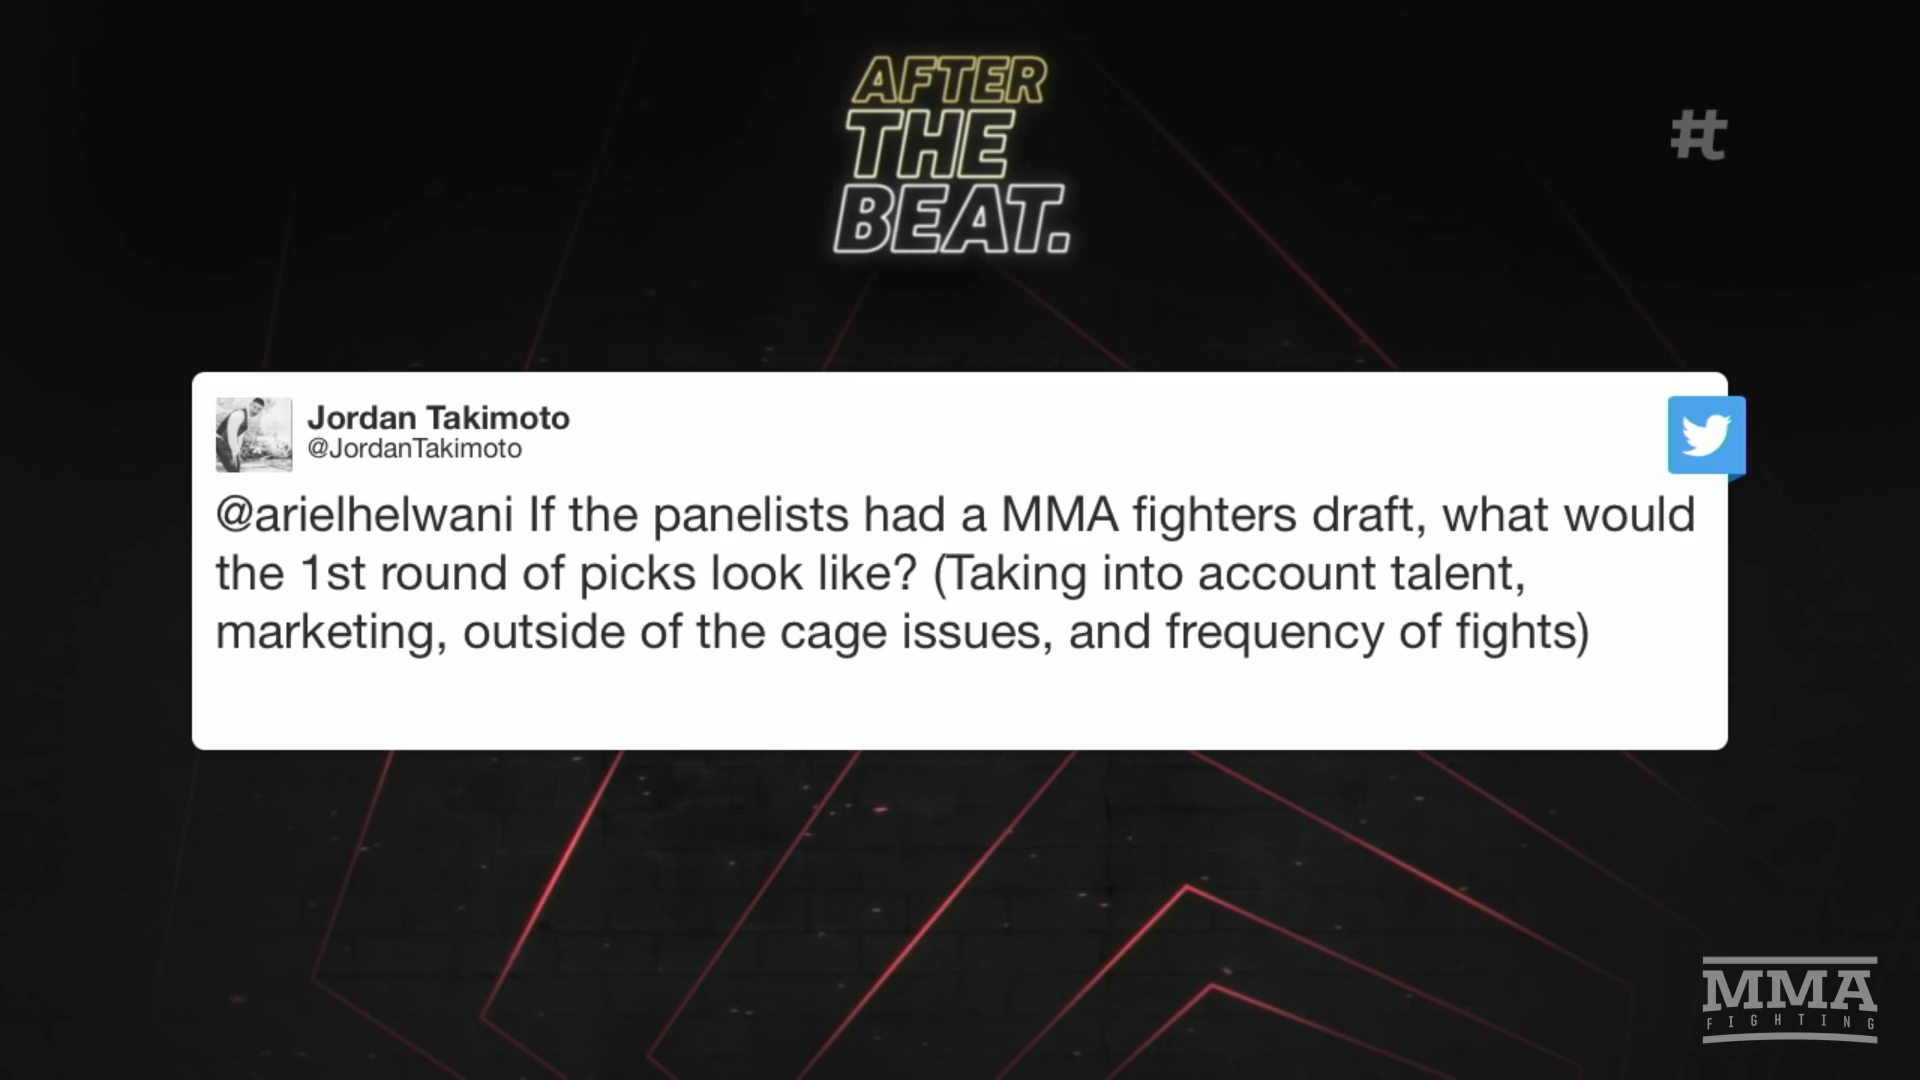 AFTER
THE
BEAT.
#t
Jordan Takimoto
@JordanTakimoto
@arielhelwani If the panelists had a MMA fighters draft, what would
the 1st round of picks look like? (Taking into account talent,
marketing, outside of the cage issues, and frequency of fights)
MMA
FIGHTING